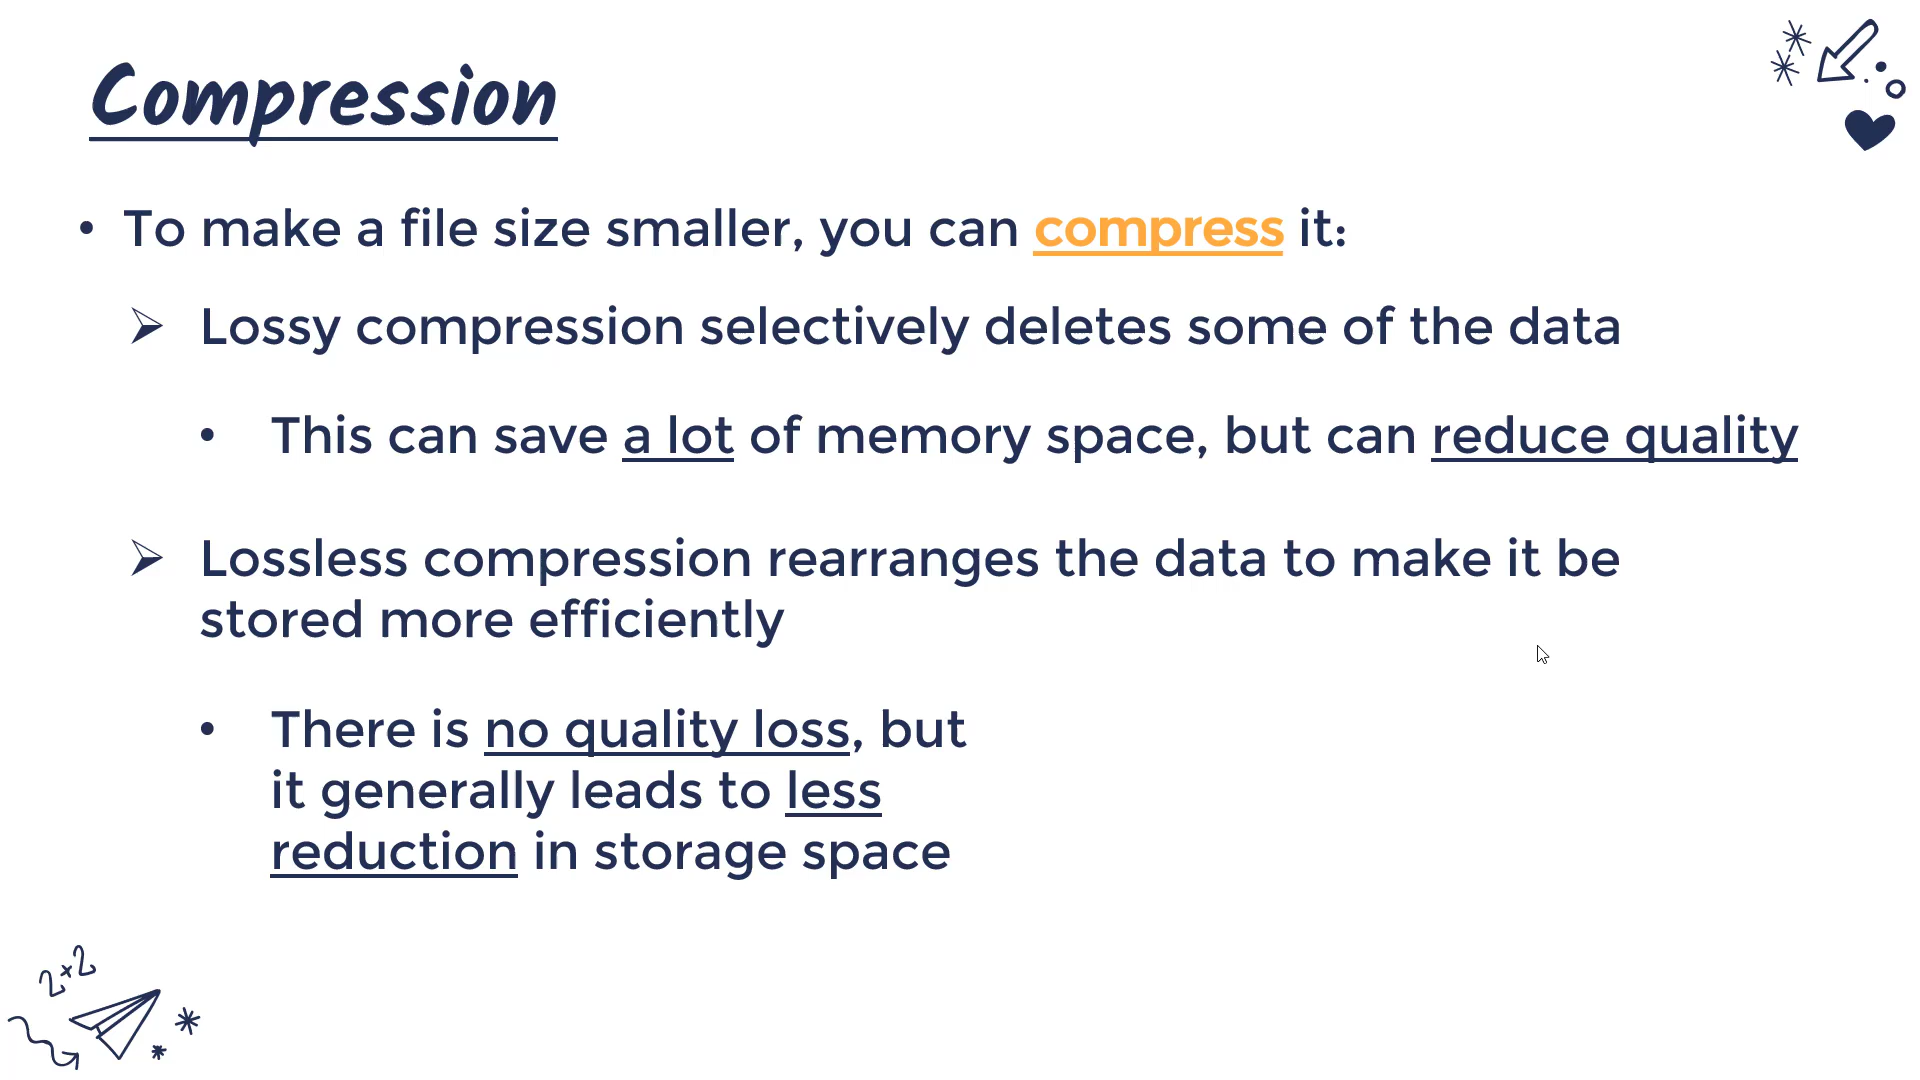 Compression
• To make a file size smaller, you can compress it:
➢ Lossy compression selectively deletes some of the data
• This can save a lot of memory space, but can reduce quality
➢ Lossless compression rearranges the data to make it be
stored more efficiently
• There is no quality loss, but
it generally leads to less
reduction in storage space
2×2